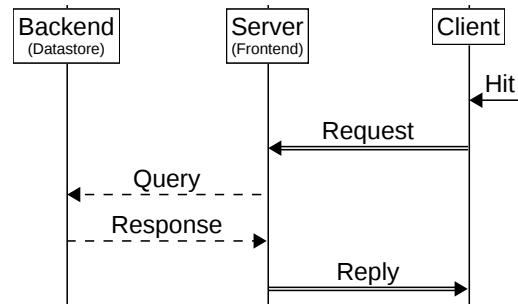 Backend
(Datastore)
Server
(Frontend)
Client
Hit
Request
Query
Response
Reply